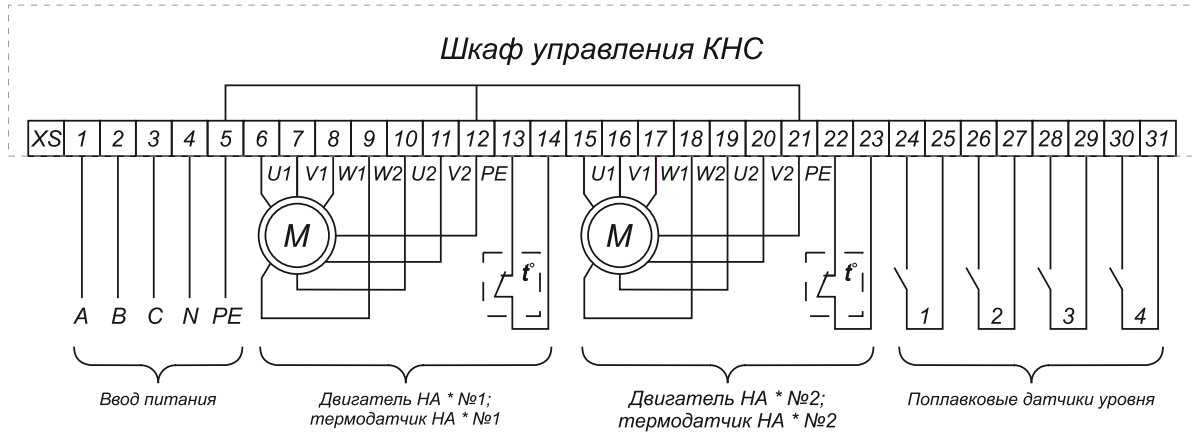 Шкаф управления КНС
XS 1 2 3 4 5 6 7 8 9 10 11 12 13 14 15 16 17 18 19 20 21 22 23 24 25 26 27 28 29 30 31
U1 V1 W1 W2 U2 V2 PE U1 V1 W1 W2 U2 V2 PE
M M
t° t°
A B C N PE 1 2 3 4
Ввод питания
Двигатель НА * №1;
термодатчик НА * №1
Двигатель НА * №2;
термодатчик НА * №2
Поплавковые датчики уровня